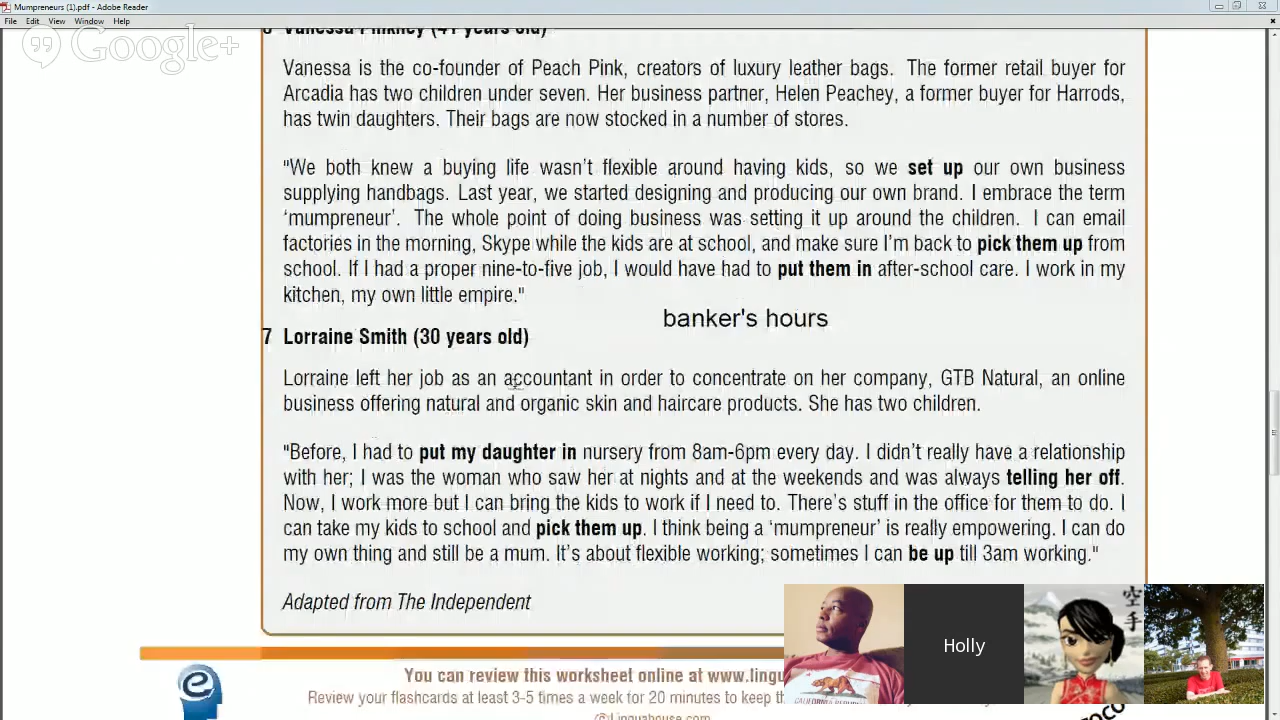 Mumpreneurs (1).pdf - Adobe Reader
File Edit View Window Help
Google+
6 Vanessa Pinkney (41 years old)
Vanessa is the co-founder of Peach Pink, creators of luxury leather bags. The former retail buyer for
Arcadia has two children under seven. Her business partner, Helen Peachey, a former buyer for Harrods,
has twin daughters. Their bags are now stocked in a number of stores.
"We both knew a buying life wasn't flexible around having kids, so we set up our own business
supplying handbags. Last year, we started designing and producing our own brand. I embrace the term
'mumpreneur'. The whole point of doing business was setting it up around the children. I can email
factories in the morning, Skype while the kids are at school, and make sure I'm back to pick them up from
school. If I had a proper nine-to-five job, I would have had to put them in after-school care. I work in my
kitchen, my own little empire."
banker's hours
7 Lorraine Smith (30 years old)
Lorraine left her job as an accountant in order to concentrate on her company, GTB Natural, an online
business offering natural and organic skin and haircare products. She has two children.
"Before, I had to put my daughter in nursery from 8am-6pm every day. I didn't really have a relationship
with her; I was the woman who saw her at nights and at the weekends and was always telling her off.
Now, I work more but I can bring the kids to work if I need to. There's stuff in the office for them to do. I
can take my kids to school and pick them up. I think being a 'mumpreneur' is really empowering. I can do
my own thing and still be a mum. It's about flexible working; sometimes I can be up till 3am working."
Adapted from The Independent
You can review this worksheet online at www.lingu
Review your flashcards at least 3-5 times a week for 20 minutes to keep th
@Linguahouse.com
Holly
空手
CALIFORNIA REPUBLIC